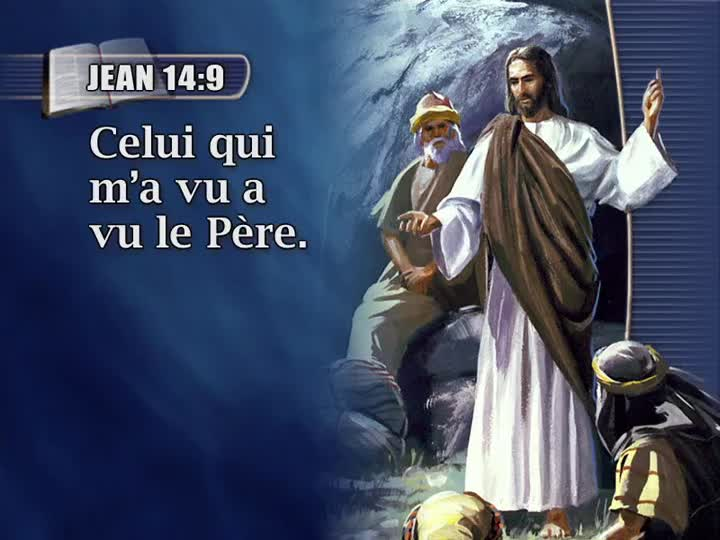 JEAN 14:9
Celui qui
m’a vu a
vu le Père.